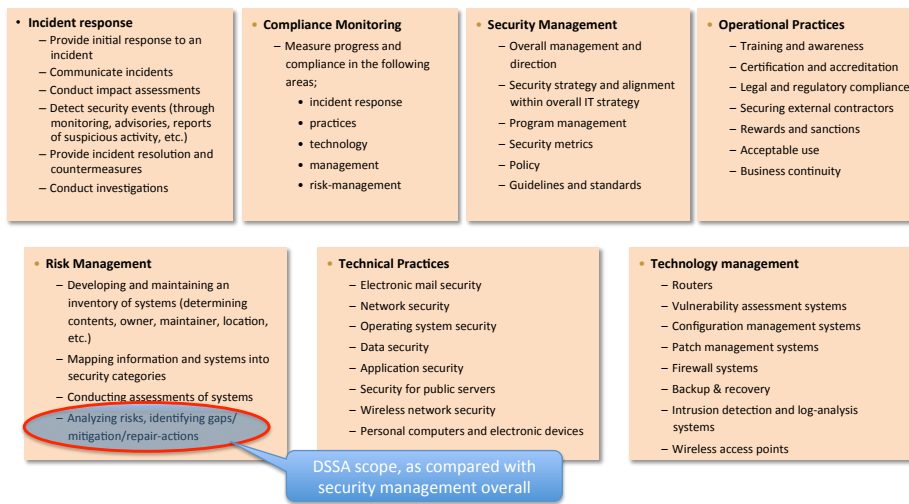 • Incident response
– Provide initial response to an
incident
– Communicate incidents
– Conduct impact assessments
– Detect security events (through
monitoring, advisories, reports
of suspicious activity, etc.)
– Provide incident resolution and
countermeasures
– Conduct investigations
• Compliance Monitoring
– Measure progress and
compliance in the following
areas;
• incident response
• practices
• technology
• management
• risk-management
• Security Management
– Overall management and
direction
– Security strategy and alignment
within overall IT strategy
– Program management
– Security metrics
– Policy
– Guidelines and standards
• Operational Practices
– Training and awareness
– Certification and accreditation
– Legal and regulatory compliance
– Securing external contractors
– Rewards and sanctions
– Acceptable use
– Business continuity
• Risk Management
– Developing and maintaining an
inventory of systems (determining
contents, owner, maintainer, location,
etc.)
– Mapping information and systems into
security categories
– Conducting assessments of systems
– Analyzing risks, identifying gaps/
mitigation/repair-actions
• Technical Practices
– Electronic mail security
– Network security
– Operating system security
– Data security
– Application security
– Security for public servers
– Wireless network security
– Personal computers and electronic devices
• Technology management
– Routers
– Vulnerability assessment systems
– Configuration management systems
– Patch management systems
– Firewall systems
– Backup & recovery
– Intrusion detection and log-analysis
systems
– Wireless access points
DSSA scope, as compared with
security management overall